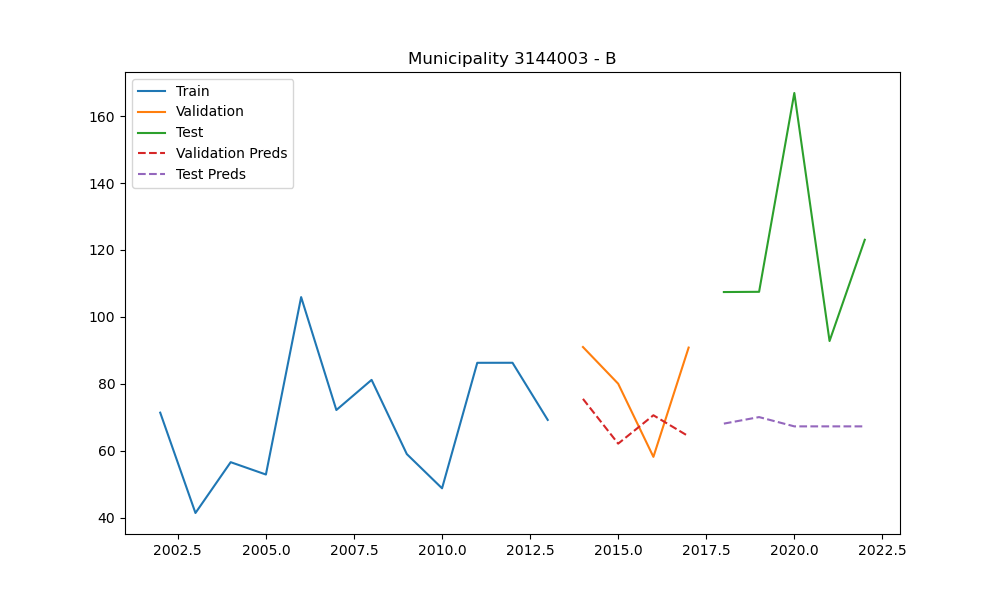 Municipality 3144003 - B
Train
Validation
Test
Validation Preds
Test Preds
160
140
120
100
80
60
40
2002.5 2005.0 2007.5 2010.0 2012.5 2015.0 2017.5 2020.0 2022.5